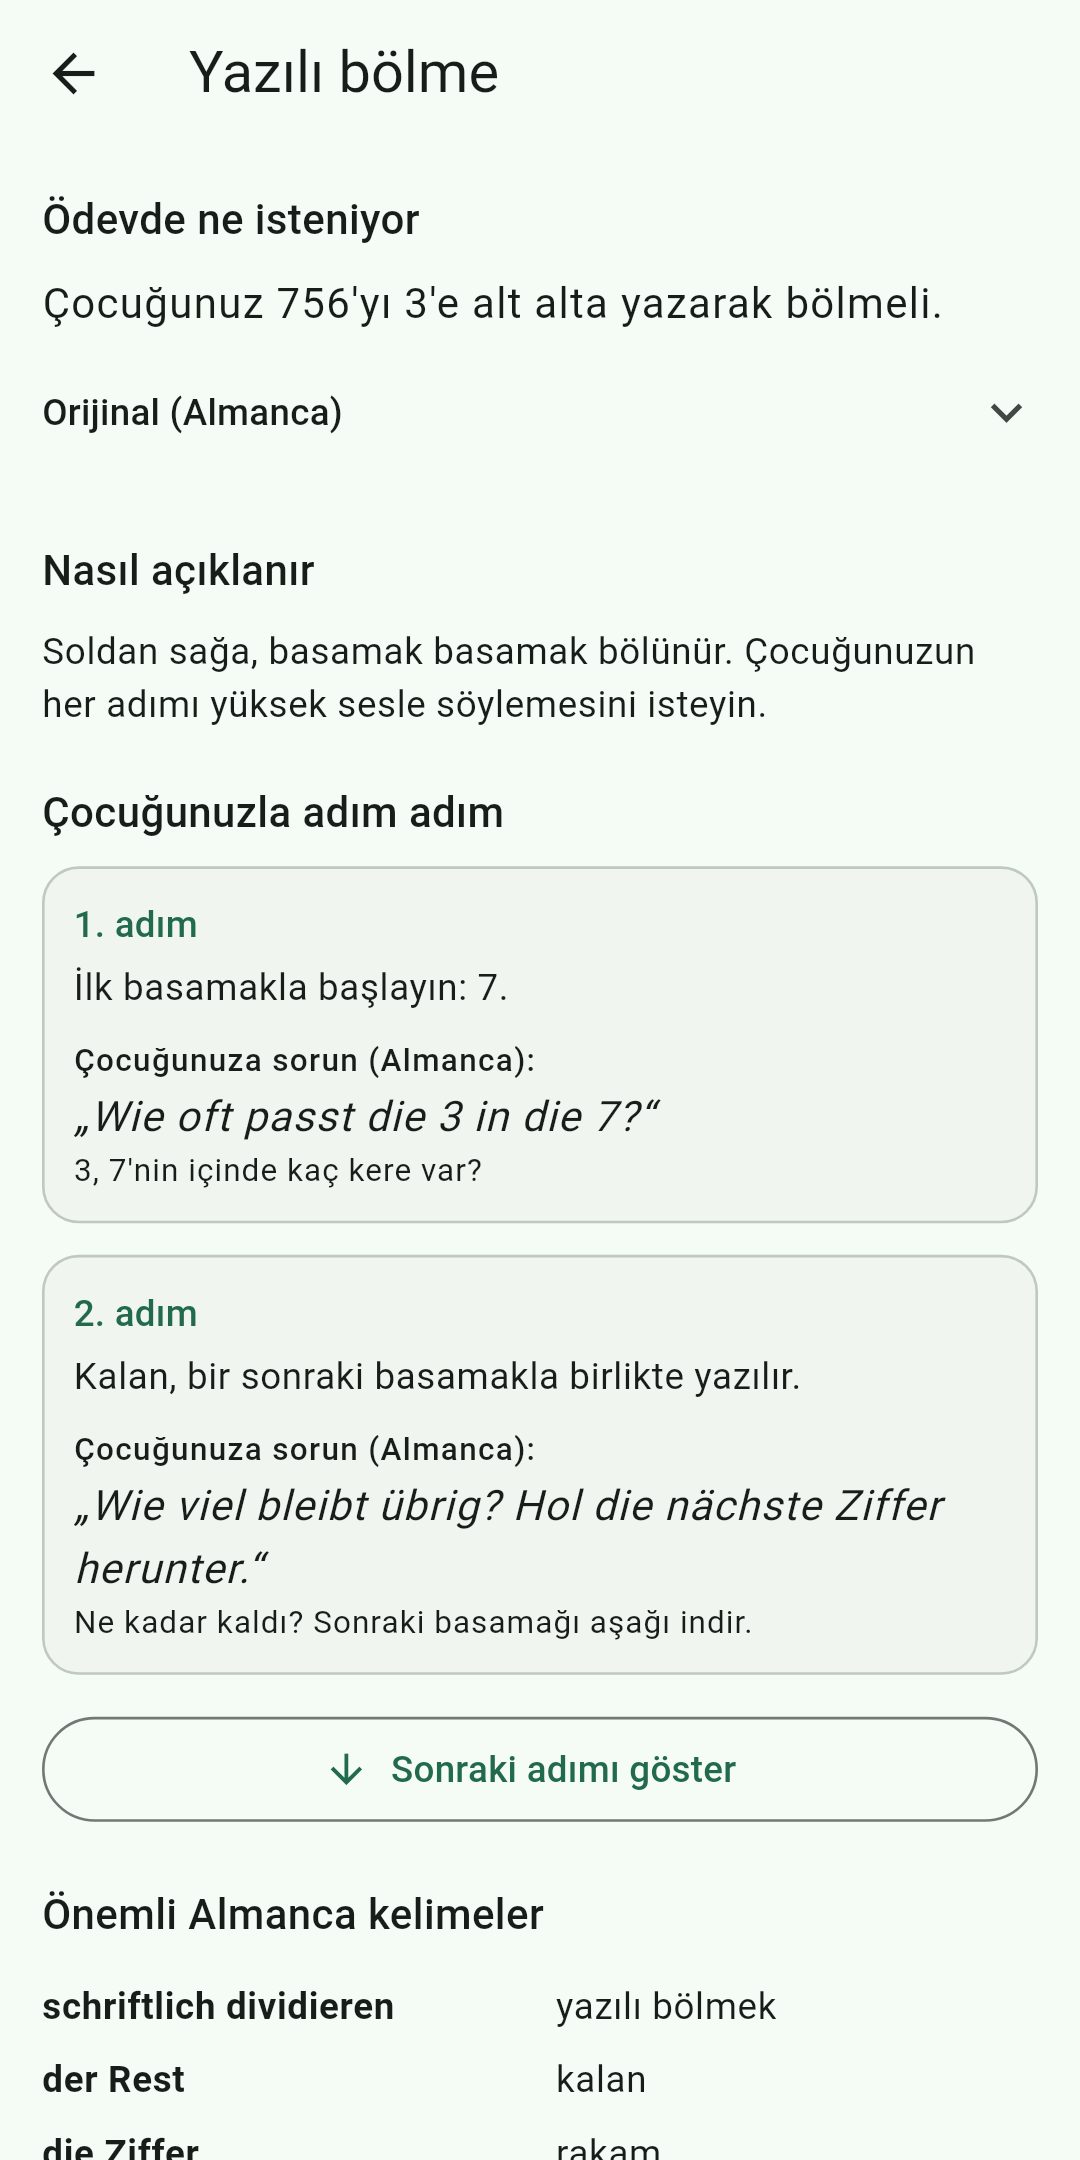 Yazılı bölme
Ödevde ne isteniyor
Çocuğunuz 756'yı 3'e alt alta yazarak bölmeli.
Orijinal (Almanca)
Nasıl açıklanır
Soldan sağa, basamak basamak bölünür. Çocuğunuzun
her adımı yüksek sesle söylemesini isteyin.
Çocuğunuzla adım adım
1. adım
İlk basamakla başlayın: 7.
Çocuğunuza sorun (Almanca):
„Wie oft passt die 3 in die 7?“
3, 7'nin içinde kaç kere var?
2. adım
Kalan, bir sonraki basamakla birlikte yazılır.
Çocuğunuza sorun (Almanca):
„Wie viel bleibt übrig? Hol die nächste Ziffer
herunter.“
Ne kadar kaldı? Sonraki basamağı aşağı indir.
Sonraki adımı göster
Önemli Almanca kelimeler
schriftlich dividieren yazılı bölmek
der Rest kalan
die Ziffer rakam